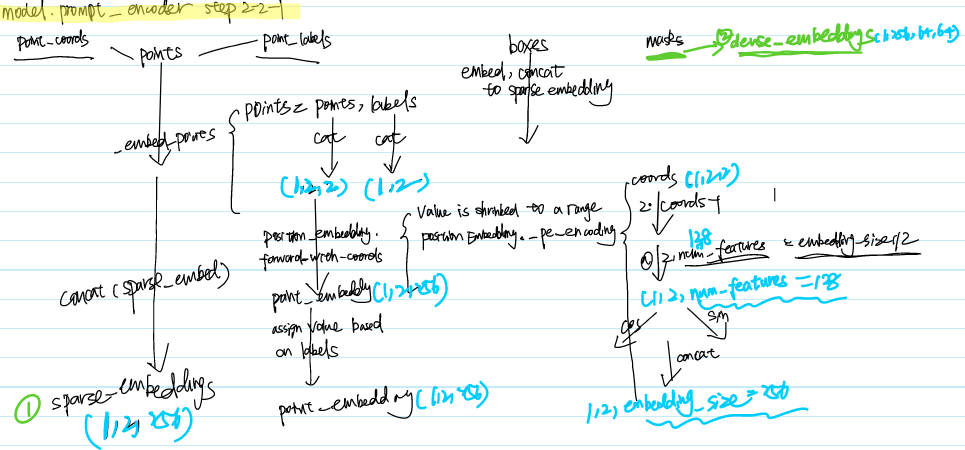 model.prompt_encoder step 2-2-1
point_coords
points
point_labels
boxes
embed, concat
to sparse embedding
masks
② dense_embeddings (1,256,64,64)
_embed_points
points = points, labels
cat
cat
(1,2,2)
(1,2)
position_embedding.
forward_with_coords
point_embedding (1,2,256)
assign value based
on labels
point_embedding (1,2,256)
concat (sparse_embed)
① sparse_embeddings
(1,2,256)
Value is shrinked to a range
position Embedding._pe_encoding
coords (1,2,2)
2·coords-1
128
2, num_features = embedding_size//2
(1,2, num_features = 128
cos
sin
concat
1,2, embedding_size = 256